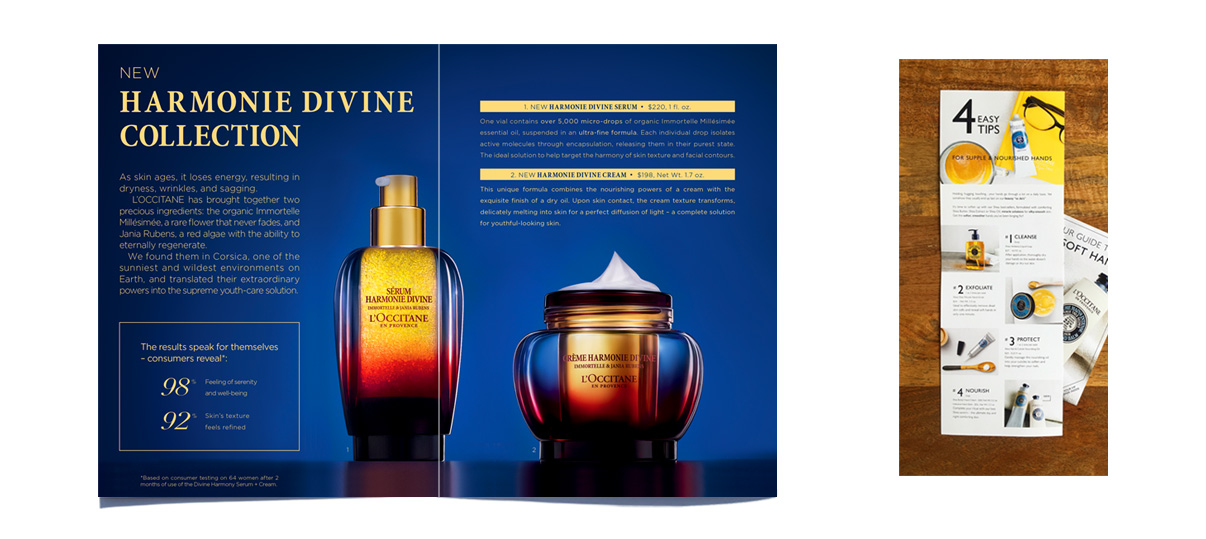 NEW
HARMONIE DIVINE
COLLECTION
As skin ages, it loses energy, resulting in
dryness, wrinkles, and sagging.
L'OCCITANE has brought together two
precious ingredients: the organic Immortelle
Millésimée, a rare flower that never fades, and
Jania Rubens, a red algae with the ability to
eternally regenerate.
We found them in Corsica, one of the
sunniest and wildest environments on
Earth, and translated their extraordinary
powers into the supreme youth-care solution.
The results speak for themselves
– consumers reveal*:
98% Feeling of serenity
and well-being
92% Skin's texture
feels refined
*Based on consumer testing on 64 women after 2
months of use of the Divine Harmony Serum + Cream.
SÉRUM
HARMONIE DIVINE
IMMORTELLE & JANIA RUBENS
L'OCCITANE
EN PROVENCE
1
1. NEW HARMONIE DIVINE SERUM • $220, 1 fl. oz.
One vial contains over 5,000 micro-drops of organic Immortelle Millésimée
essential oil, suspended in an ultra-fine formula. Each individual drop isolates
active molecules through encapsulation, releasing them in their purest state.
The ideal solution to help target the harmony of skin texture and facial contours.
2. NEW HARMONIE DIVINE CREAM • $198, Net Wt. 1.7 oz.
This unique formula combines the nourishing powers of a cream with the
exquisite finish of a dry oil. Upon skin contact, the cream texture transforms,
delicately melting into skin for a perfect diffusion of light – a complete solution
for youthful-looking skin.
CRÈME HARMONIE DIVINE
IMMORTELLE & JANIA RUBENS
L'OCCITANE
EN PROVENCE
2
4 EASY
TIPS
FOR SUPPLE & NOURISHED HANDS
#1 CLEANSE
#2 EXFOLIATE
#3 PROTECT
#4 NOURISH
UR GUIDE T
SOFT HAN
L'OCCITANE